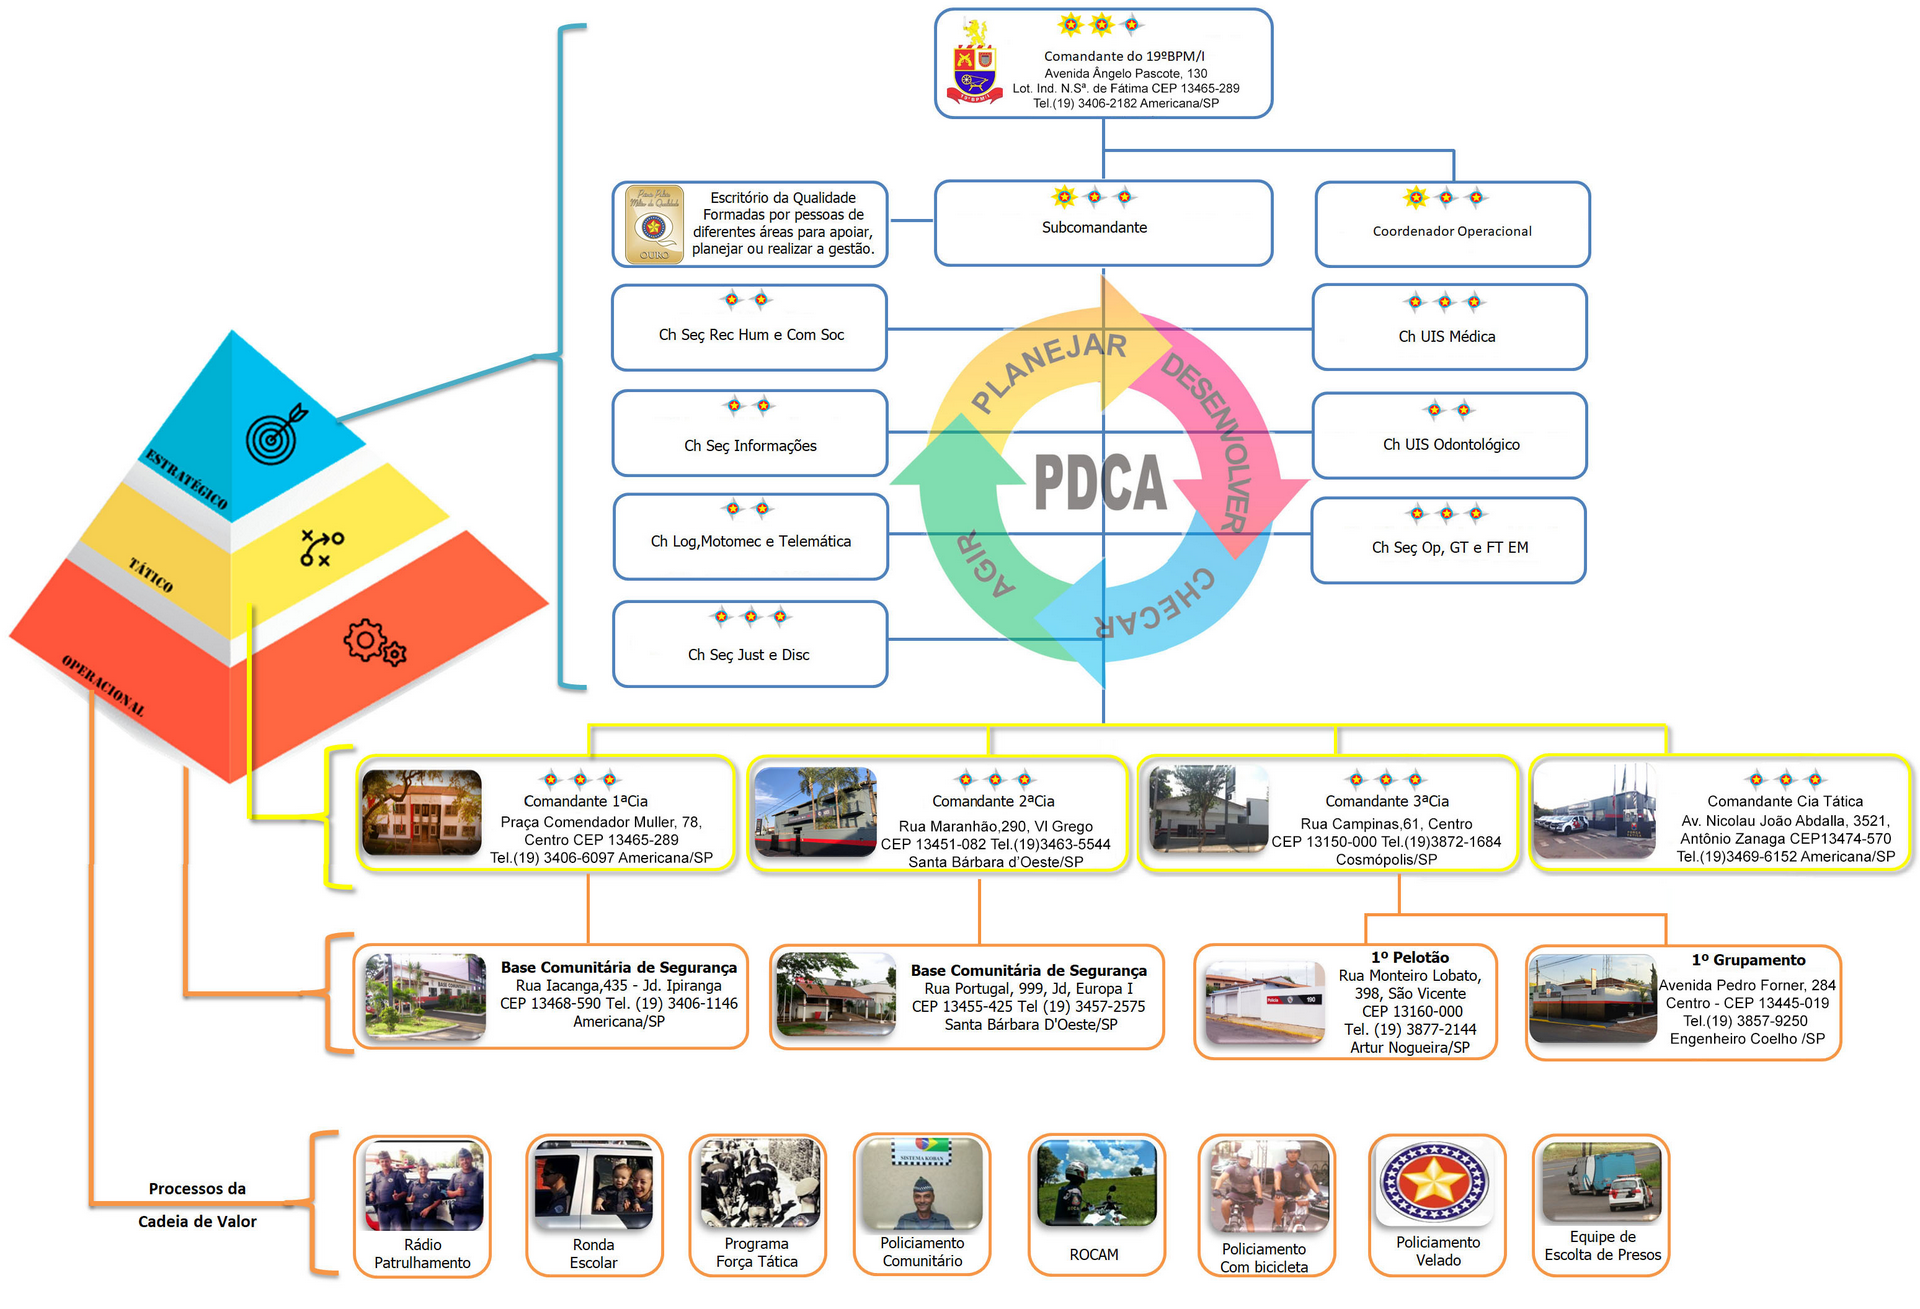 19ºBPM/I
Comandante do 19ºBPM/I
Avenida Ângelo Pascote, 130
Lot. Ind. N.Sª. de Fátima CEP 13465-289
Tel.(19) 3406-2182 Americana/SP
Polícia Militar da Qualidade
OURO
Escritório da Qualidade
Formadas por pessoas de
diferentes áreas para apoiar,
planejar ou realizar a gestão.
Subcomandante
Coordenador Operacional
Ch Seç Rec Hum e Com Soc
Ch UIS Médica
Ch Seç Informações
Ch UIS Odontológico
Ch Log,Motomec e Telemática
Ch Seç Op, GT e FT EM
Ch Seç Just e Disc
PLANEJAR
DESENVOLVER
CHECAR
AGIR
PDCA
ESTRATÉGICO
TÁTICO
OPERACIONAL
Comandante 1ªCia
Praça Comendador Muller, 78,
Centro CEP 13465-289
Tel.(19) 3406-6097 Americana/SP
Comandante 2ªCia
Rua Maranhão,290, VI Grego
CEP 13451-082 Tel.(19)3463-5544
Santa Bárbara d’Oeste/SP
Comandante 3ªCia
Rua Campinas,61, Centro
CEP 13150-000 Tel.(19)3872-1684
Cosmópolis/SP
Comandante Cia Tática
Av. Nicolau João Abdalla, 3521,
Antônio Zanaga CEP13474-570
Tel.(19)3469-6152 Americana/SP
BASE COMUNITÁRIA
Base Comunitária de Segurança
Rua Iacanga,435 - Jd. Ipiranga
CEP 13468-590 Tel. (19) 3406-1146
Americana/SP
Base Comunitária de Segurança
Rua Portugal, 999, Jd, Europa I
CEP 13455-425 Tel (19) 3457-2575
Santa Bárbara D'Oeste/SP
Polícia 190
1º Pelotão
Rua Monteiro Lobato,
398, São Vicente
CEP 13160-000
Tel. (19) 3877-2144
Artur Nogueira/SP
1º Grupamento
Avenida Pedro Forner, 284
Centro - CEP 13445-019
Tel.(19) 3857-9250
Engenheiro Coelho /SP
Processos da
Cadeia de Valor
Rádio
Patrulhamento
Ronda
Escolar
Programa
Força Tática
SISTEMA KOBAN
Policiamento
Comunitário
ROCAM
Policiamento
Com bicicleta
Policiamento
Velado
Equipe de
Escolta de Presos